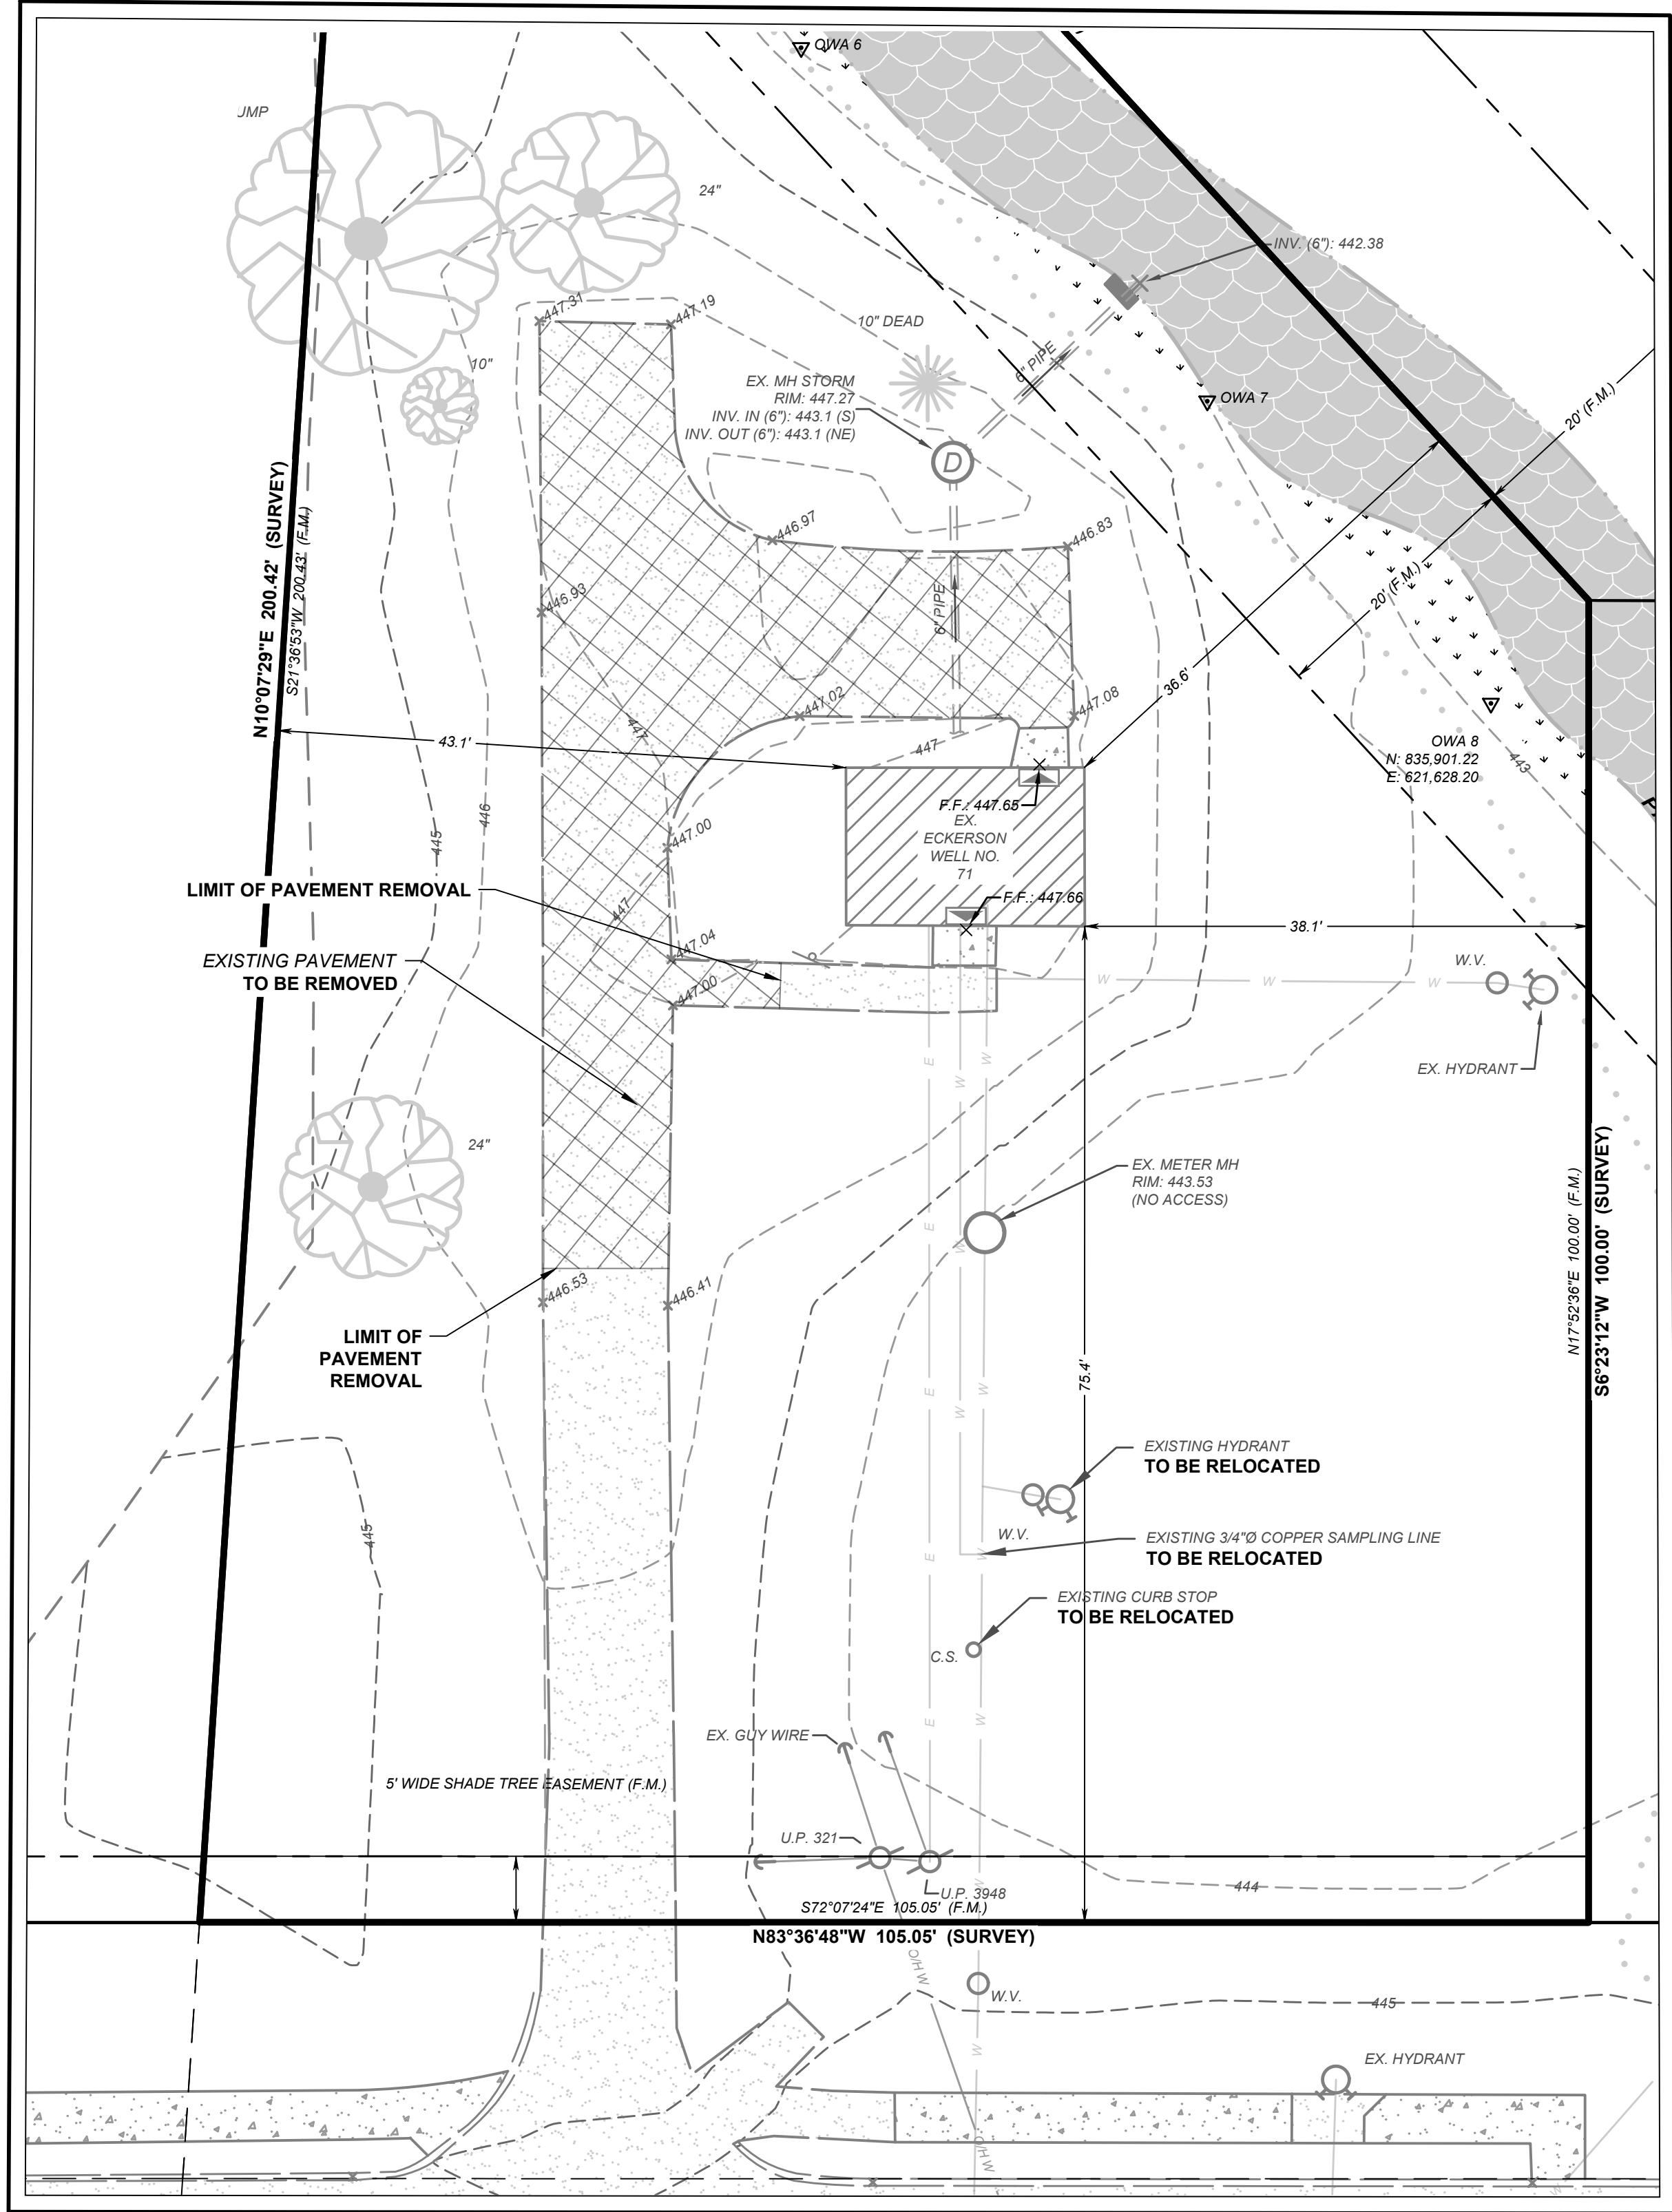 OWA 6
UMP
24"
INV. (6"): 442.38
447.31
447.19
10" DEAD
6" PIPE
10"
EX. MH STORM
RIM: 447.27
INV. IN (6"): 443.1 (S)
INV. OUT (6"): 443.1 (NE)
OWA 7
20' (F.M.)
D
N10°07'29"E 200.42' (SURVEY)
S21°36'53"W 200.43' (F.M.)
446.97
446.83
446.93
6" PIPE
20' (F.M.)
36.6'
447.02
447.08
447
447
43.1'
OWA 8
N: 835,901.22
E: 621,628.20
443
F.F.: 447.65
EX.
ECKERSON
WELL NO.
71
446
445
447.00
LIMIT OF PAVEMENT REMOVAL
447
F.F.: 447.66
38.1'
447.04
EXISTING PAVEMENT
TO BE REMOVED
W.V.
W
W
W
447.00
EX. HYDRANT
E
W
W
24"
EX. METER MH
RIM: 443.53
(NO ACCESS)
N17°52'36"E 100.00' (F.M.)
S6°23'12"W 100.00' (SURVEY)
E
W
446.53
446.41
LIMIT OF
PAVEMENT
REMOVAL
75.4'
E
W
W
EXISTING HYDRANT
TO BE RELOCATED
445
W.V.
EXISTING 3/4"Ø COPPER SAMPLING LINE
TO BE RELOCATED
E
W
EXISTING CURB STOP
TO BE RELOCATED
C.S.
E
W
EX. GUY WIRE
5' WIDE SHADE TREE EASEMENT (F.M.)
U.P. 321
U.P. 3948
W
444
S72°07'24"E 105.05' (F.M.)
N83°36'48"W 105.05' (SURVEY)
O/H W
W.V.
445
W
EX. HYDRANT
O/H W
W